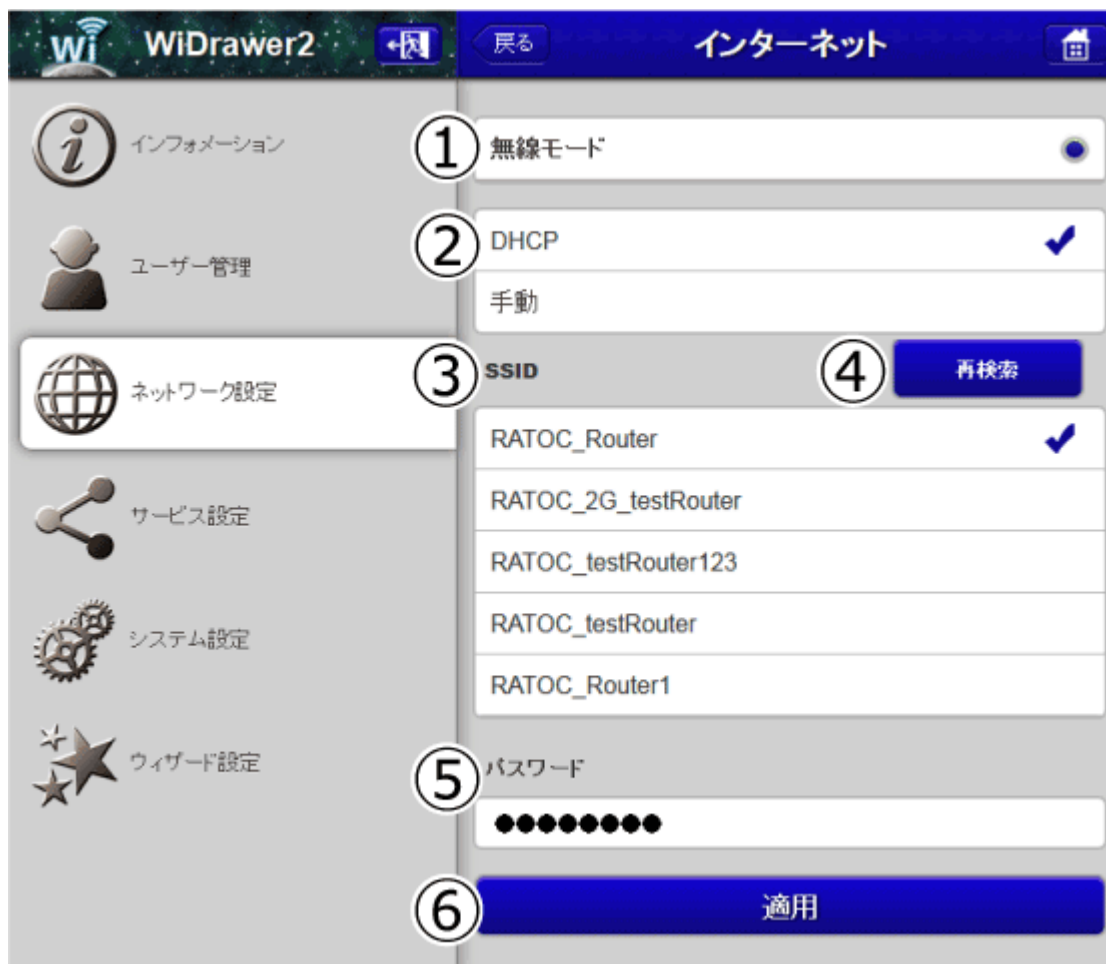 Wi WiDrawer2
戻る インターネット
インフォメーション
ユーザー管理
ネットワーク設定
サービス設定
システム設定
ウィザード設定
① 無線モード
② DHCP
手動
③ SSID
④ 再検索
RATOC_Router
RATOC_2G_testRouter
RATOC_testRouter123
RATOC_testRouter
RATOC_Router1
⑤ パスワード
●●●●●●●●
⑥ 適用